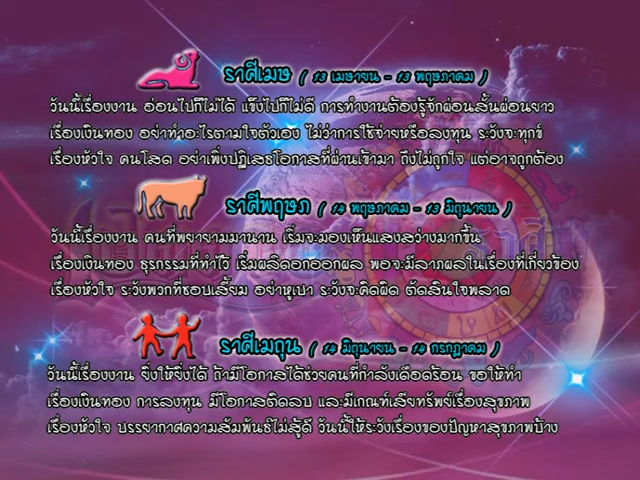 ราศีเมษ ( 13 เมษายน - 13 พฤษภาคม )
วันนี้เรื่องงาน อ่อนไปก็ไม่ได้ แข็งไปก็ไม่ดี การทำงานต้องรู้จักผ่อนสั้นผ่อนยาว
เรื่องเงินทอง อย่าทำอะไรตามใจตัวเอง ไม่ว่าการใช้จ่ายหรือลงทุน ระวังจะทุกข์
เรื่องหัวใจ คนโสด อย่าเพิ่งปฏิเสธโอกาสที่ผ่านเข้ามา ถึงไม่ถูกใจ แต่อาจถูกต้อง
ราศีพฤษภ ( 14 พฤษภาคม - 13 มิถุนายน )
วันนี้เรื่องงาน คนที่พยายามมานาน เริ่มจะมองเห็นแสงสว่างมากขึ้น
เรื่องเงินทอง ธุรกรรมที่ทำไว้ เริ่มผลิดอกออกผล พอจะมีลาภผลในเรื่องที่เกี่ยวข้อง
เรื่องหัวใจ ระวังพวกที่ชอบเสี้ยม อย่าหูเบา ระวังจะคิดผิด ตัดสินใจพลาด
ราศีเมถุน ( 14 มิถุนายน - 14 กรกฎาคม )
วันนี้เรื่องงาน ยิ่งให้ยิ่งได้ ถ้ามีโอกาสได้ช่วยคนที่กำลังเดือดร้อน ขอให้ทำ
เรื่องเงินทอง การลงทุน มีโอกาสติดลบ และมีเกณฑ์เสียทรัพย์เรื่องสุขภาพ
เรื่องหัวใจ บรรยากาศความสัมพันธ์ไม่สู้ดี วันนี้ให้ระวังเรื่องของปัญหาสุขภาพบ้าง